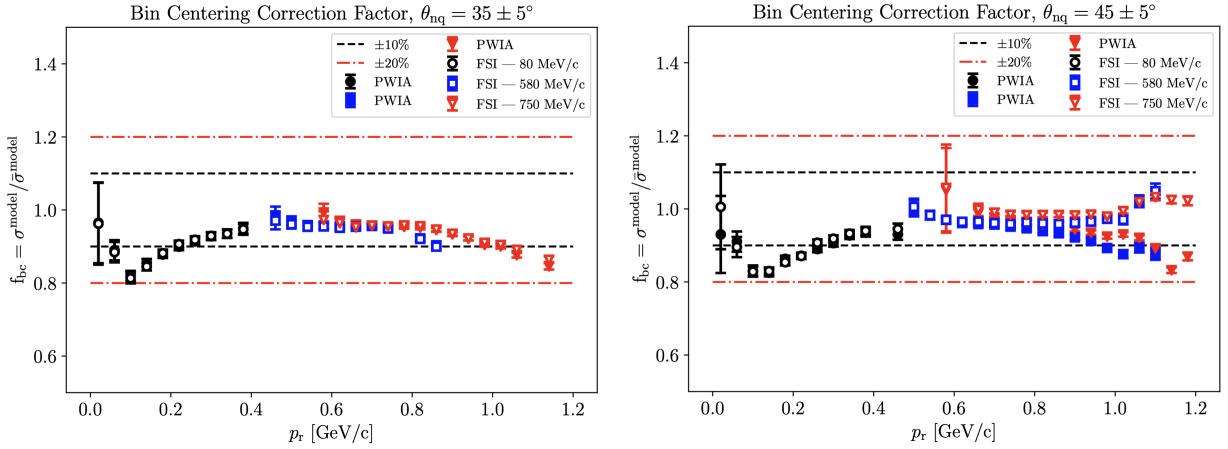 Bin Centering Correction Factor, θnq = 35 ± 5°
±10%
±20%
PWIA
PWIA
PWIA
FSI — 80 MeV/c
FSI — 580 MeV/c
FSI — 750 MeV/c
fbc = σ^model/σ̄^model
1.4
1.2
1.0
0.8
0.6
0.0 0.2 0.4 0.6 0.8 1.0 1.2
pr [GeV/c]
Bin Centering Correction Factor, θnq = 45 ± 5°
±10%
±20%
PWIA
PWIA
PWIA
FSI — 80 MeV/c
FSI — 580 MeV/c
FSI — 750 MeV/c
fbc = σ^model/σ̄^model
1.4
1.2
1.0
0.8
0.6
0.0 0.2 0.4 0.6 0.8 1.0 1.2
pr [GeV/c]